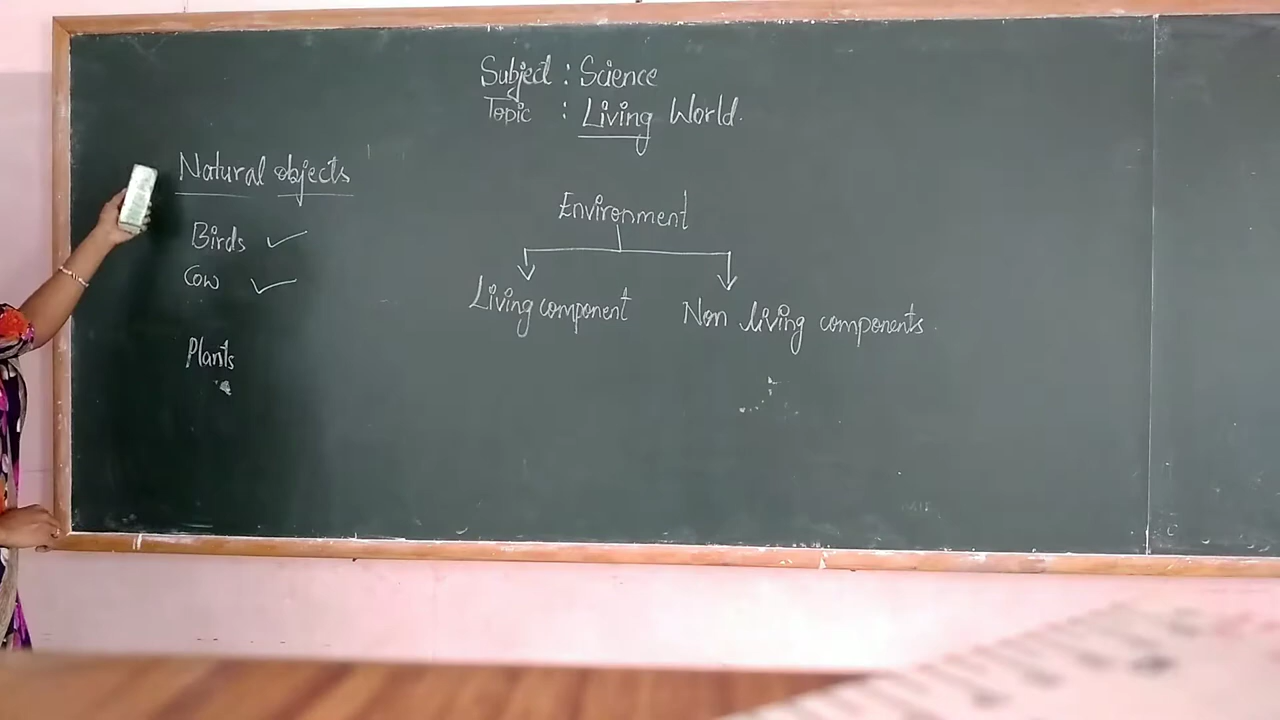 Subject : Science
Topic : Living World.
Natural objects
Birds ✓
Cow ✓
Plants
Environment
Living component
Non living components